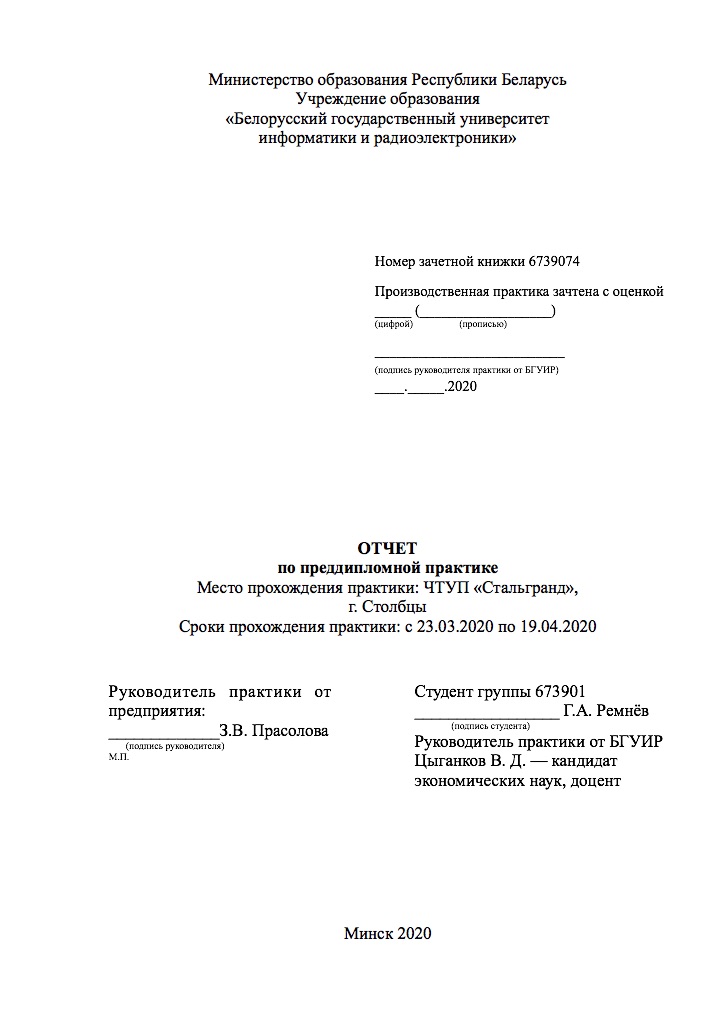 Министерство образования Республики Беларусь
Учреждение образования
«Белорусский государственный университет
информатики и радиоэлектроники»
Номер зачетной книжки 6739074
Производственная практика зачтена с оценкой
_____ (__________________)
(цифрой) (прописью)
__________________________
(подпись руководителя практики от БГУИР)
____._____.2020
ОТЧЕТ
по преддипломной практике
Место прохождения практики: ЧТУП «Стальгранд»,
г. Столбцы
Сроки прохождения практики: с 23.03.2020 по 19.04.2020
Руководитель практики от
предприятия:
_____________З.В. Прасолова
(подпись руководителя)
М.П.
Студент группы 673901
_________________ Г.А. Ремнёв
(подпись студента)
Руководитель практики от БГУИР
Цыганков В. Д. — кандидат
экономических наук, доцент
Минск 2020